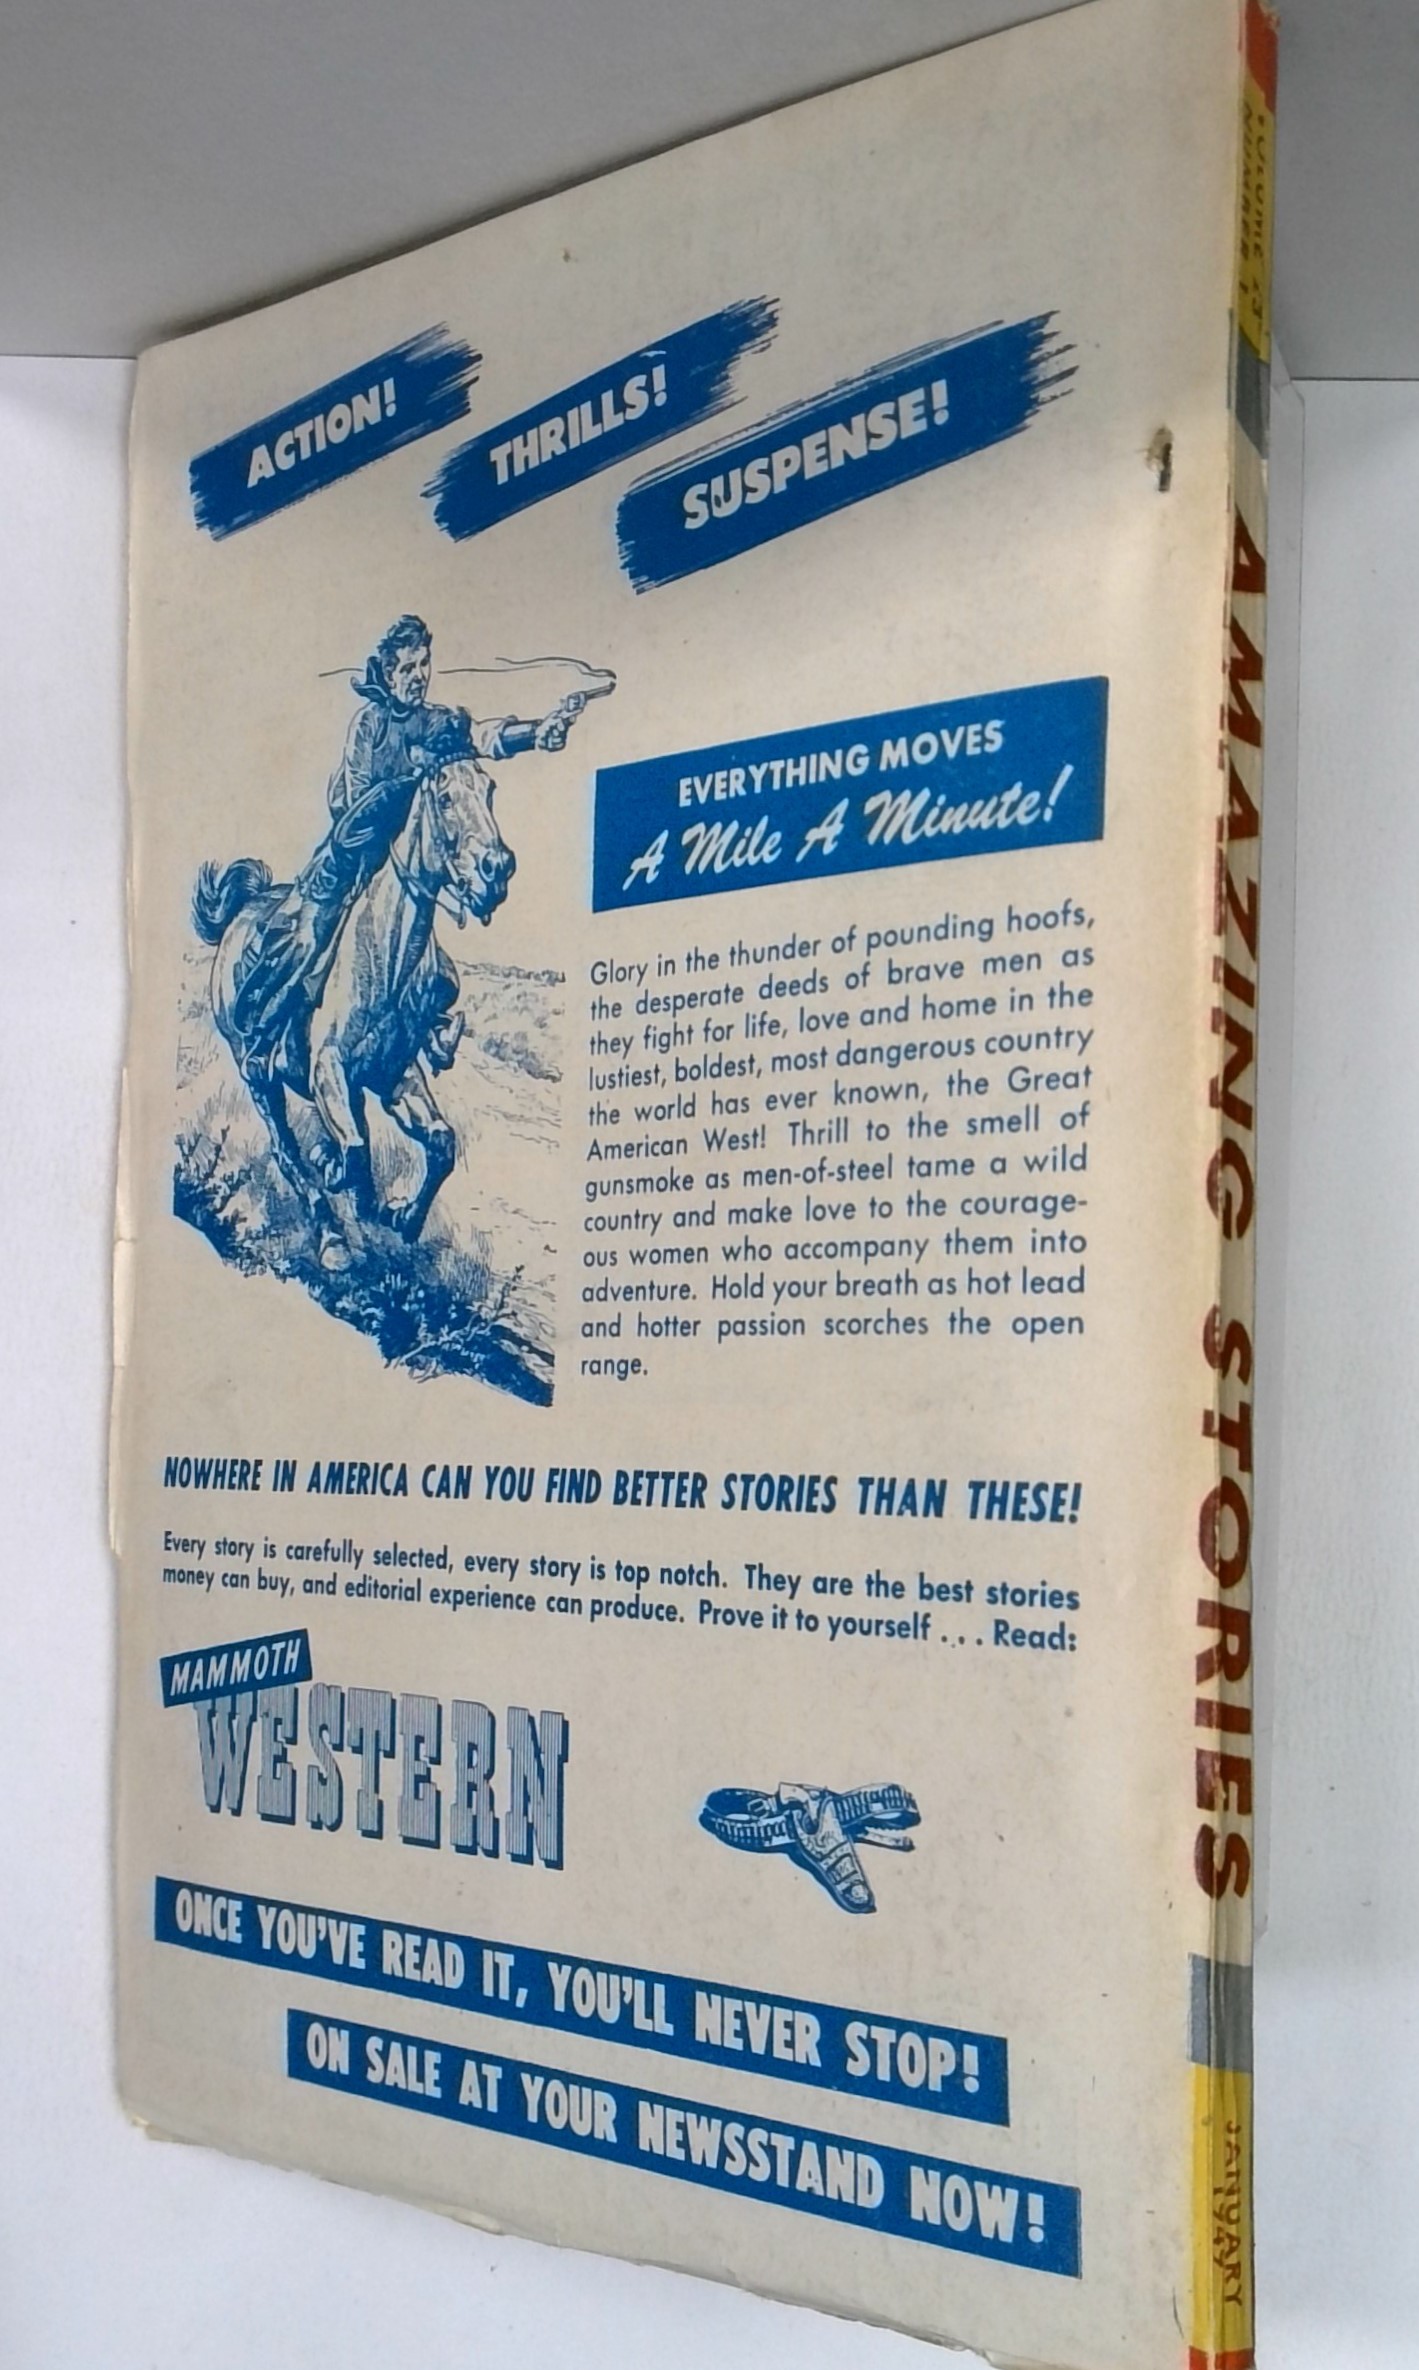 ACTION!
THRILLS!
SUSPENSE!
EVERYTHING MOVES
A Mile A Minute!
Glory in the thunder of pounding hoofs,
the desperate deeds of brave men as
they fight for life, love and home in the
lustiest, boldest, most dangerous country
the world has ever known, the Great
American West! Thrill to the smell of
gunsmoke as men-of-steel tame a wild
country and make love to the courage-
ous women who accompany them into
adventure. Hold your breath as hot lead
and hotter passion scorches the open
range.
NOWHERE IN AMERICA CAN YOU FIND BETTER STORIES THAN THESE!
Every story is carefully selected, every story is top notch. They are the best stories
money can buy, and editorial experience can produce. Prove it to yourself . . . Read:
MAMMOTH
WESTERN
ONCE YOU'VE READ IT, YOU'LL NEVER STOP!
ON SALE AT YOUR NEWSSTAND NOW!
VOLUME 23
NUMBER 1
AMAZING STORIES
JANUARY
1949